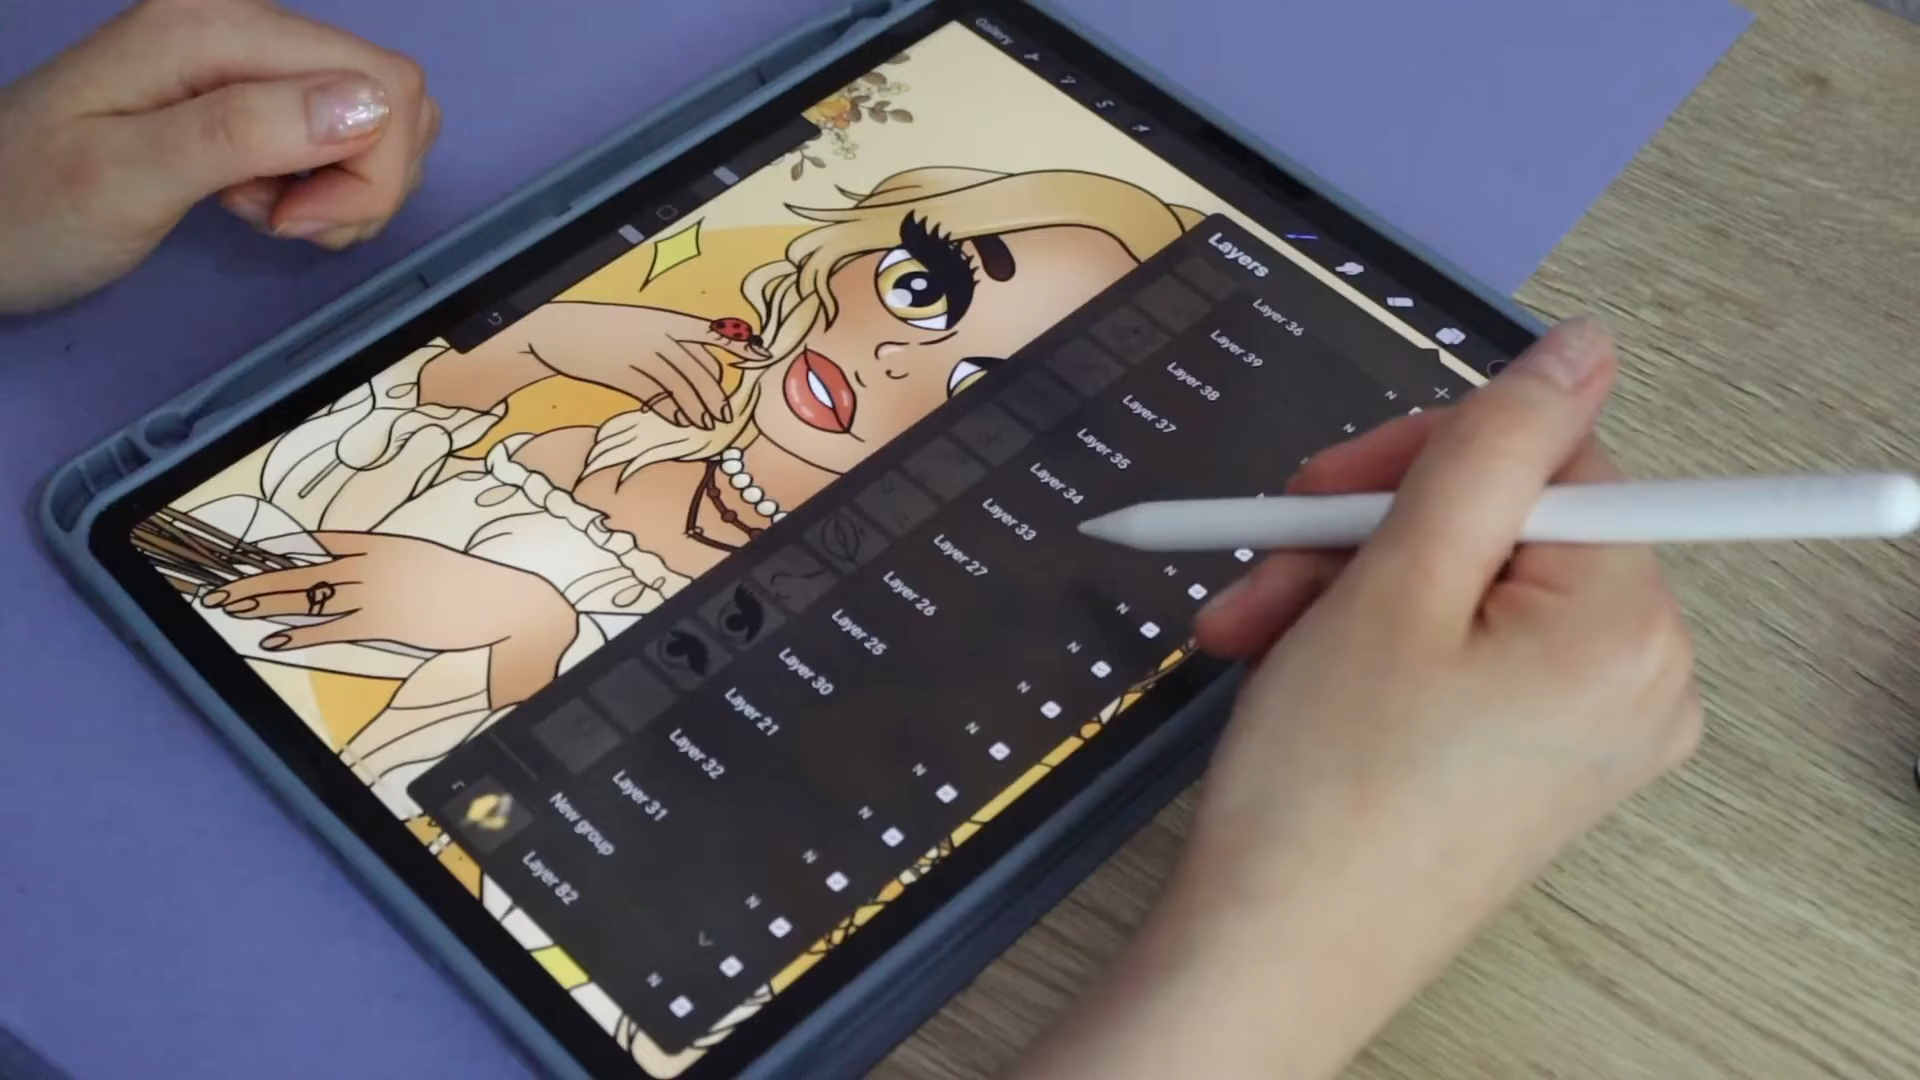 Gallery
Layers
Layer 36
N
Layer 39
N
Layer 38
Layer 37
Layer 35
Layer 34
Layer 33
N
Layer 27
N
Layer 26
N
Layer 25
N
Layer 30
N
Layer 21
N
Layer 32
N
Layer 31
N
New group
N
Layer 82
N